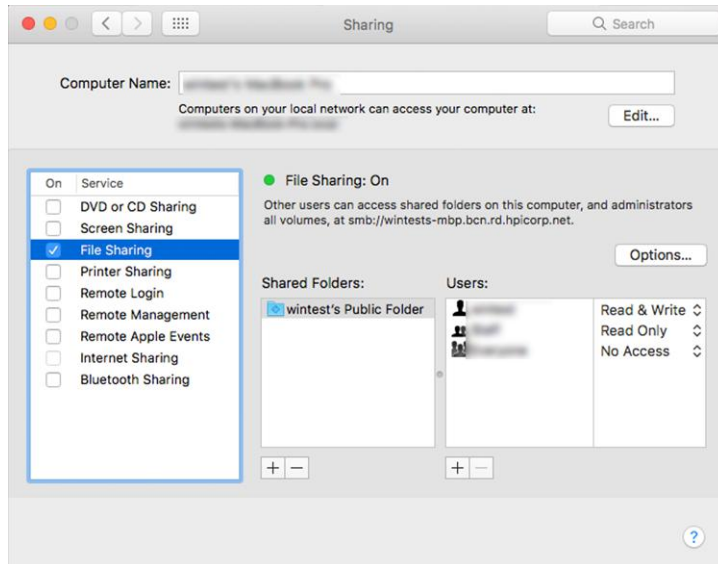 Sharing
Search
Computer Name:
Computers on your local network can access your computer at:
Edit...
On Service
DVD or CD Sharing
Screen Sharing
File Sharing
Printer Sharing
Remote Login
Remote Management
Remote Apple Events
Internet Sharing
Bluetooth Sharing
File Sharing: On
Other users can access shared folders on this computer, and administrators
all volumes, at smb://wintests-mbp.bcn.rd.hpicorp.net.
Options...
Shared Folders:
wintest's Public Folder
Users:
Read & Write
Read Only
No Access
+ −
+ −
?